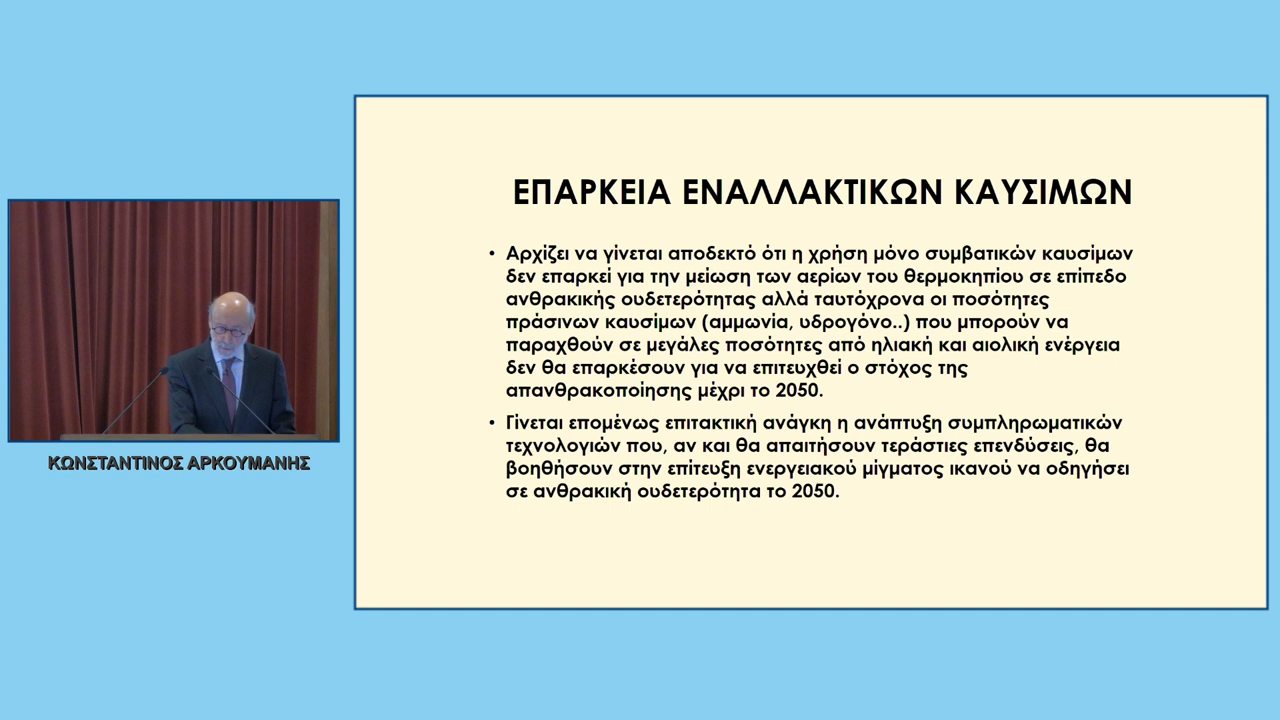 ΕΠΑΡΚΕΙΑ ΕΝΑΛΛΑΚΤΙΚΩΝ ΚΑΥΣΙΜΩΝ
• Αρχίζει να γίνεται αποδεκτό ότι η χρήση μόνο συμβατικών καυσίμων
δεν επαρκεί για την μείωση των αερίων του θερμοκηπίου σε επίπεδο
ανθρακικής ουδετερότητας αλλά ταυτόχρονα οι ποσότητες
πράσινων καυσίμων (αμμωνία, υδρογόνο..) που μπορούν να
παραχθούν σε μεγάλες ποσότητες από ηλιακή και αιολική ενέργεια
δεν θα επαρκέσουν για να επιτευχθεί ο στόχος της
απανθρακοποίησης μέχρι το 2050.
• Γίνεται επομένως επιτακτική ανάγκη η ανάπτυξη συμπληρωματικών
τεχνολογιών που, αν και θα απαιτήσουν τεράστιες επενδύσεις, θα
βοηθήσουν στην επίτευξη ενεργειακού μίγματος ικανού να οδηγήσει
σε ανθρακική ουδετερότητα το 2050.
ΚΩΝΣΤΑΝΤΙΝΟΣ ΑΡΚΟΥΜΑΝΗΣ